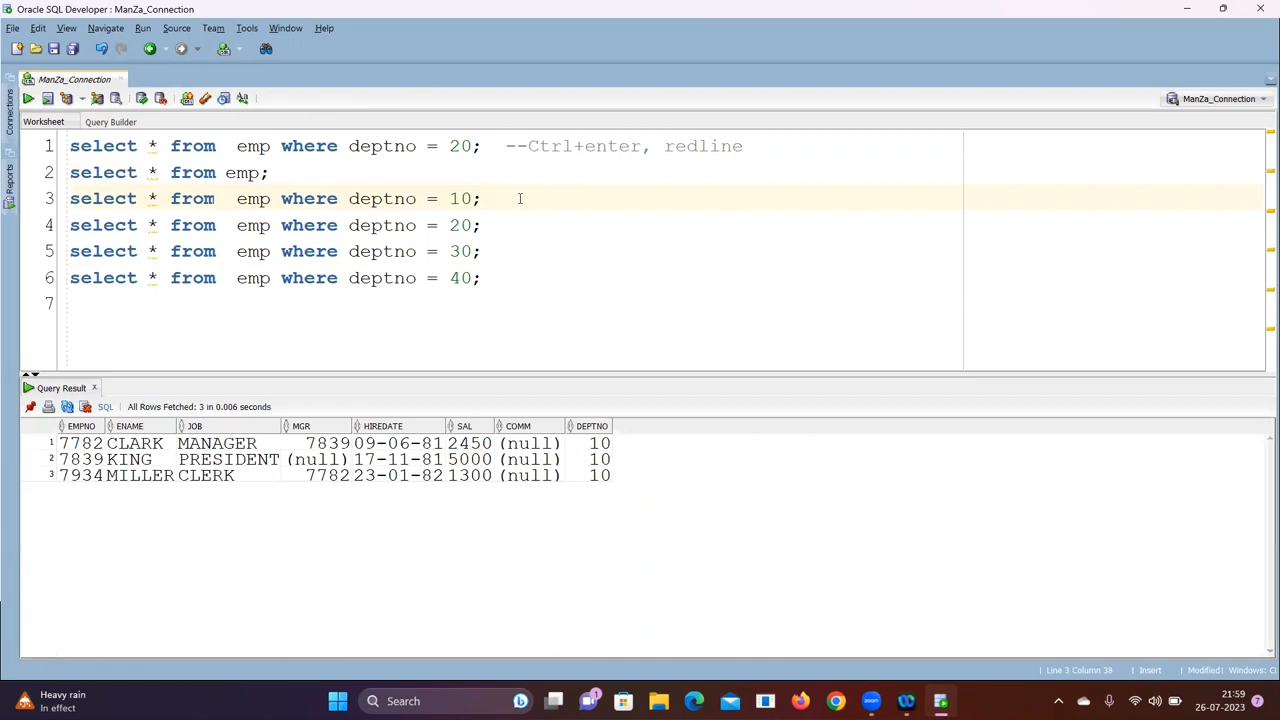 Oracle SQL Developer : ManZa_Connection
File Edit View Navigate Run Source Team Tools Window Help
ManZa_Connection
ManZa_Connection
Worksheet Query Builder
Connections
Reports
1 select * from  emp where deptno = 20;  --Ctrl+enter, redline
2 select * from emp;
3 select * from  emp where deptno = 10;
4 select * from  emp where deptno = 20;
5 select * from  emp where deptno = 30;
6 select * from  emp where deptno = 40;
7
Query Result x
SQL All Rows Fetched: 3 in 0.006 seconds
EMPNO ENAME JOB MGR HIREDATE SAL COMM DEPTNO
1 7782 CLARK MANAGER 7839 09-06-81 2450 (null) 10
2 7839 KING PRESIDENT (null) 17-11-81 5000 (null) 10
3 7934 MILLER CLERK 7782 23-01-82 1300 (null) 10
Line 3 Column 38 Insert Modified Windows: C
Heavy rain
In effect
Search
1
21:59
26-07-2023
7